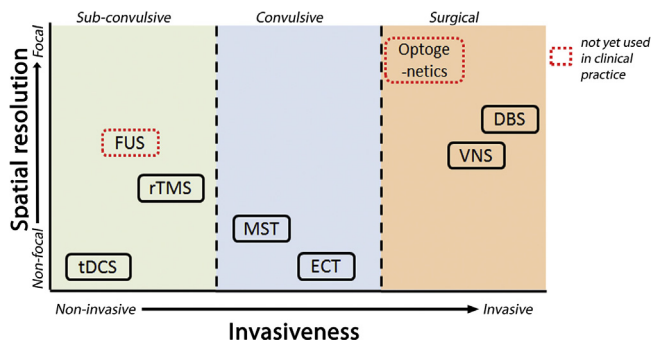 Sub-convulsive
Convulsive
Surgical
Focal
Spatial resolution
Non-focal
Optoge
-netics
not yet used
in clinical
practice
DBS
FUS
VNS
rTMS
MST
tDCS
ECT
Non-invasive
Invasive
Invasiveness